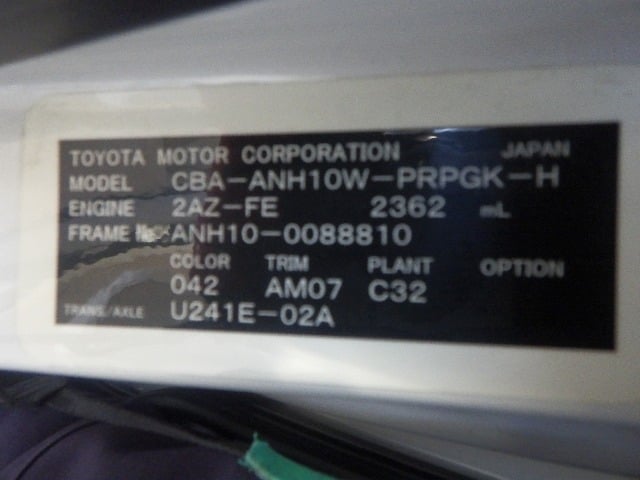 TOYOTA MOTOR CORPORATION JAPAN
MODEL CBA-ANH10W-PRPGK-H
ENGINE 2AZ-FE 2362 mL
FRAME No. ANH10-0088810
COLOR TRIM PLANT OPTION
042 AM07 C32
TRANS/AXLE U241E-02A